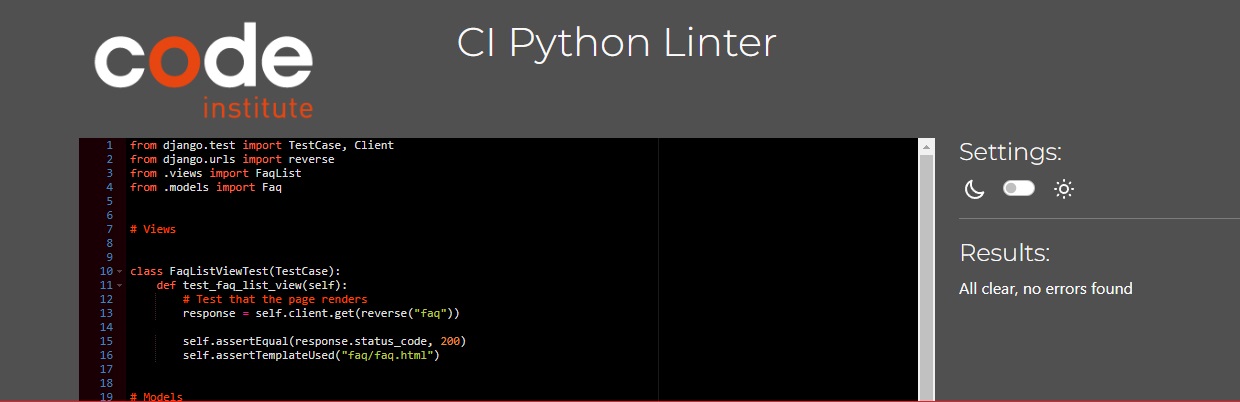 code
institute
CI Python Linter
1 from django.test import TestCase, Client
2 from django.urls import reverse
3 from .views import FaqList
4 from .models import Faq
5
6
7 # Views
8
9
10 class FaqListViewTest(TestCase):
11     def test_faq_list_view(self):
12         # Test that the page renders
13         response = self.client.get(reverse("faq"))
14
15         self.assertEqual(response.status_code, 200)
16         self.assertTemplateUsed("faq/faq.html")
17
18
19 # Models
Settings:
Results:
All clear, no errors found